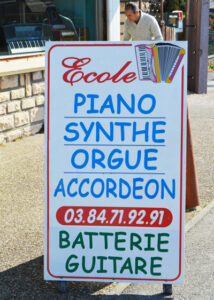 Ecole
PIANO
SYNTHE
ORGUE
ACCORDEON
03.84.71.92.91
BATTERIE
GUITARE